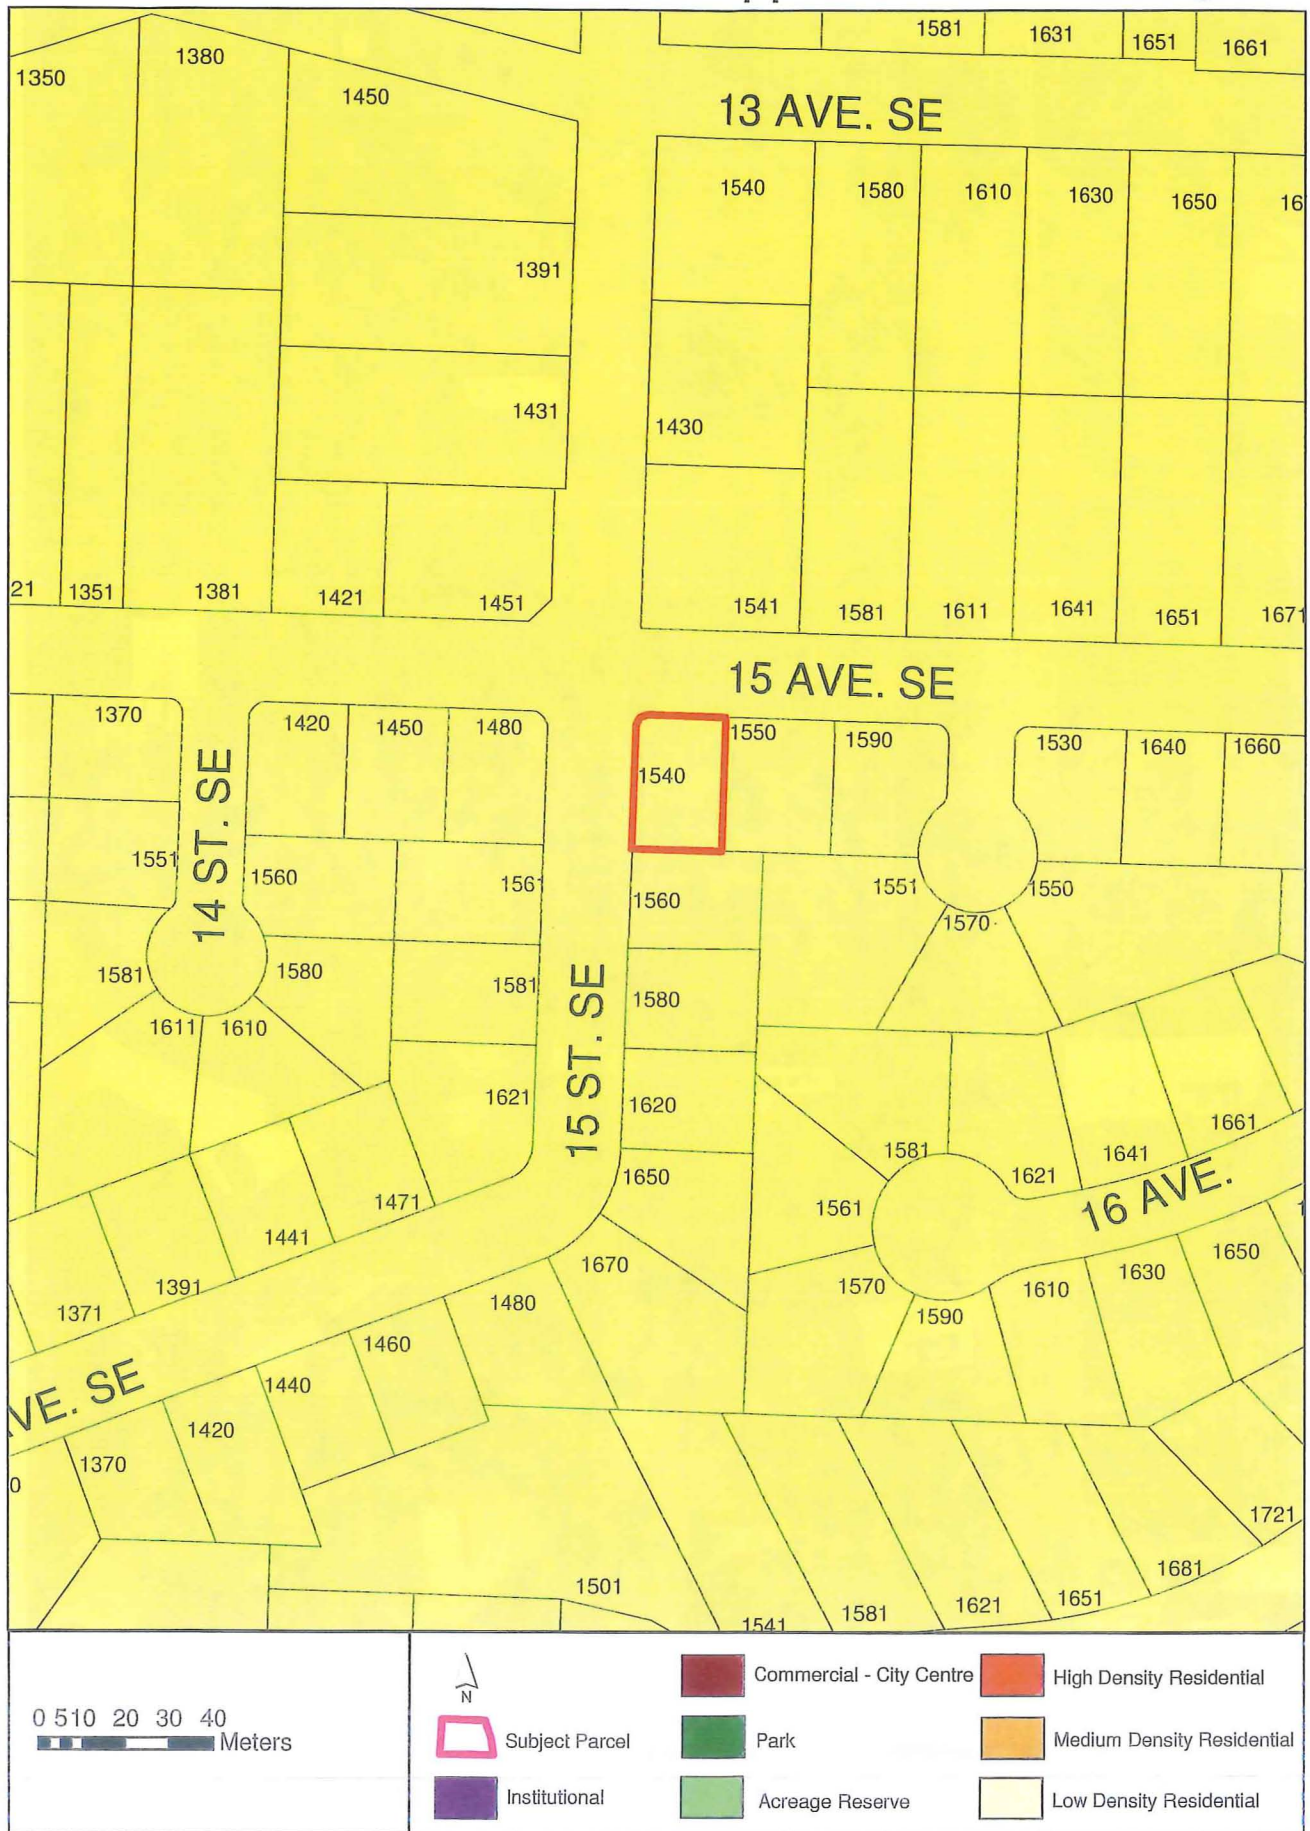 1581 1631 1651 1661
1350 1380 1450
13 AVE. SE
1540 1580 1610 1630 1650 16
1391
1431
1430
21 1351 1381 1421 1451
1541 1581 1611 1641 1651 1671
15 AVE. SE
1370 1420 1450 1480
1540 1550 1590 1530 1640 1660
14 ST. SE
1551 1560 1561 1560 1551 1550
1570
1581 1580 1581 1580
1611 1610
15 ST. SE
1621 1620
1581 1621 1641 1661
1471 1650 1561
16 AVE.
1441 1391 1371
1670 1570 1590 1610 1630 1650
VE. SE
1480
1460
1440
1420
1370
0
1501 1541 1581 1621 1651 1681 1721
0 510 20 30 40
Meters
N
Subject Parcel
Institutional
Commercial - City Centre
Park
Acreage Reserve
High Density Residential
Medium Density Residential
Low Density Residential